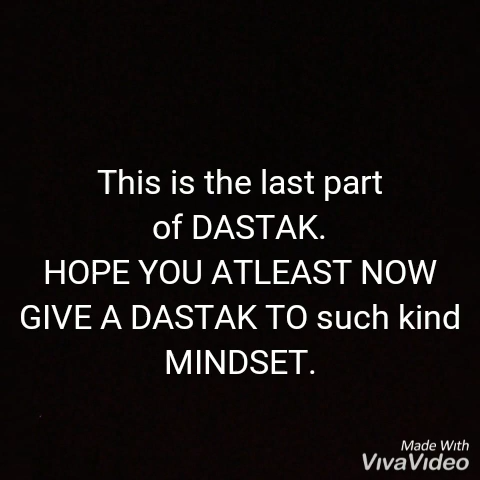 This is the last part
of DASTAK.
HOPE YOU ATLEAST NOW
GIVE A DASTAK TO such kind
MINDSET.
Made With
VivaVideo